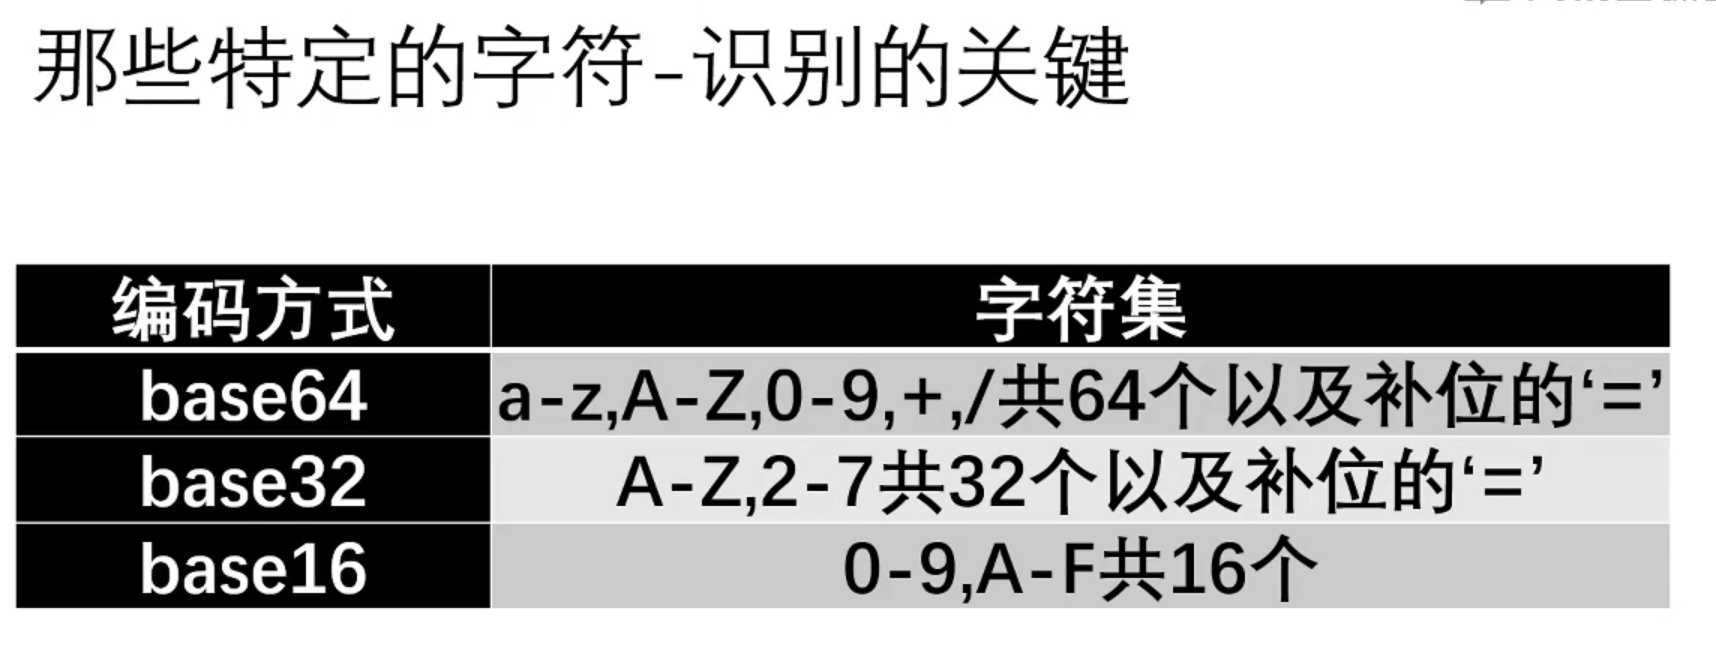 那些特定的字符-识别的关键
编码方式 字符集
base64 a-z,A-Z,0-9,+,/共64个以及补位的‘=’
base32 A-Z,2-7共32个以及补位的‘=’
base16 0-9,A-F共16个